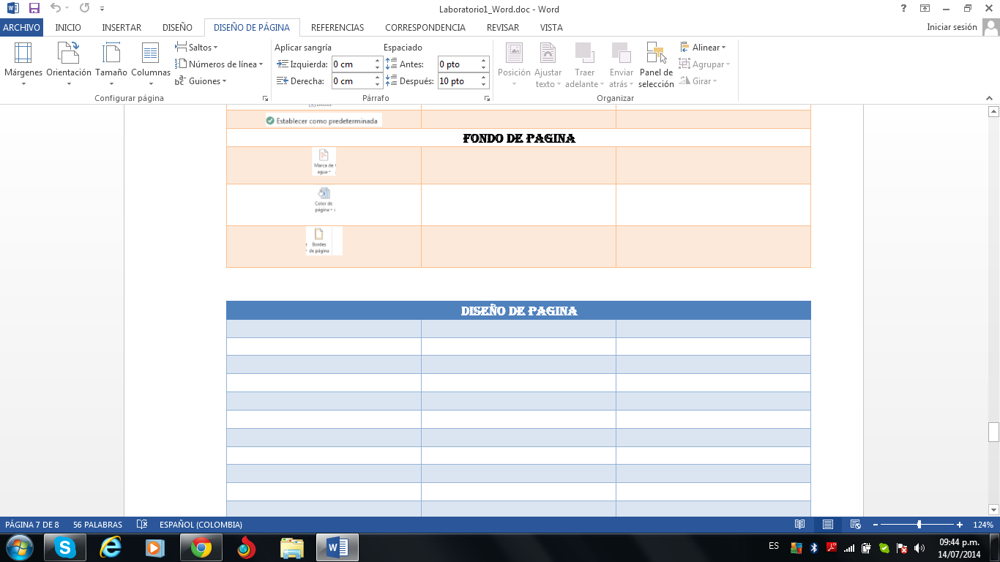 Laboratorio1_Word.doc - Word
ARCHIVO INICIO INSERTAR DISEÑO DISEÑO DE PÁGINA REFERENCIAS CORRESPONDENCIA REVISAR VISTA Iniciar sesión
Márgenes Orientación Tamaño Columnas
Saltos
Números de línea
Guiones
Configurar página
Aplicar sangría Espaciado
Izquierda: 0 cm Antes: 0 pto
Derecha: 0 cm Después: 10 pto
Párrafo
Posición Ajustar texto Traer adelante Enviar atrás Panel de selección
Alinear
Agrupar
Girar
Organizar
Establecer como predeterminada
FONDO DE PAGINA
Marca de
agua
Color de
página
Bordes
de página
DISEÑO DE PAGINA
PÁGINA 7 DE 8 56 PALABRAS ESPAÑOL (COLOMBIA) 124%
ES 09:44 p.m.
14/07/2014